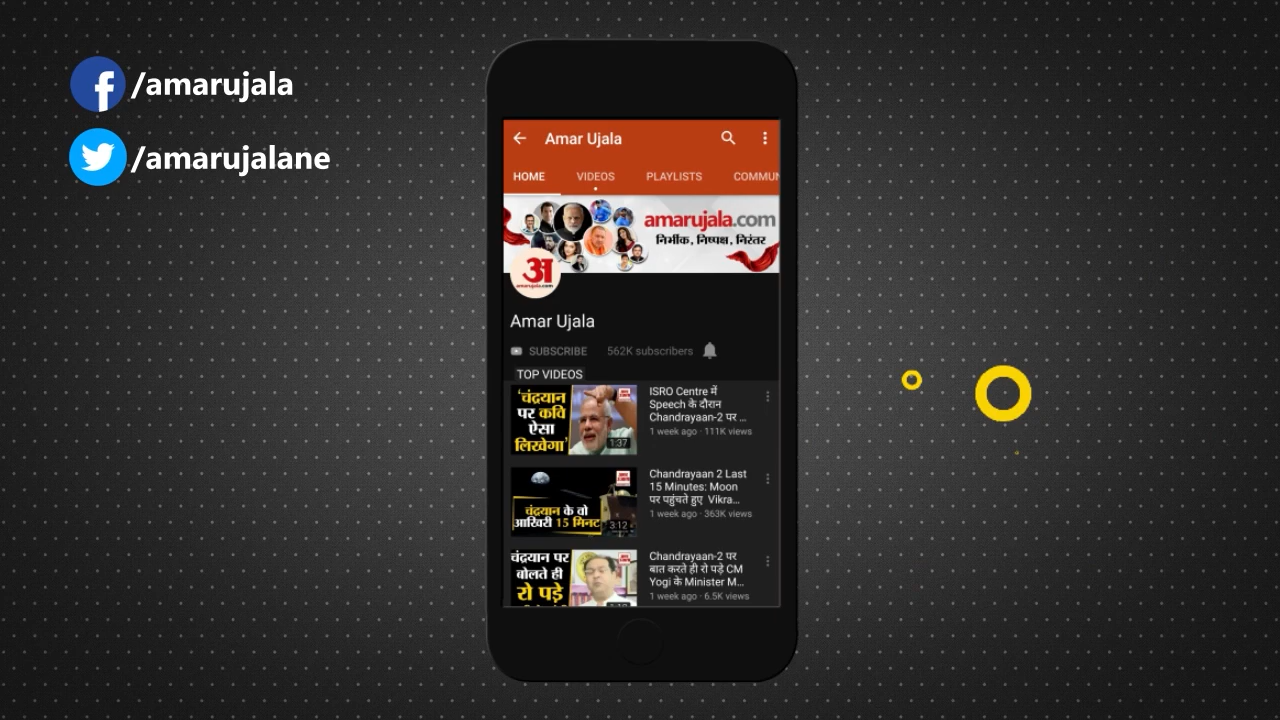 /amarujala
/amarujalane
Amar Ujala
HOME VIDEOS PLAYLISTS COMMUN
amarujala.com
निर्भीक, निष्पक्ष, निरंतर
अ
amarujala.com
Amar Ujala
SUBSCRIBE 562K subscribers
TOP VIDEOS
'चंद्रयान
पर कवि
ऐसा
लिखेगा'
1:37
ISRO Centre में
Speech के दौरान
Chandrayaan-2 पर ...
1 week ago · 111K views
चंद्रयान के वो
आखिरी 15 मिनट
3:12
Chandrayaan 2 Last
15 Minutes: Moon
पर पहुंचते हुए Vikra...
1 week ago · 363K views
चंद्रयान पर
बोलते ही
रो पड़े
Chandrayaan-2 पर
बात करते ही रो पड़े CM
Yogi के Minister M...
1 week ago · 6.5K views